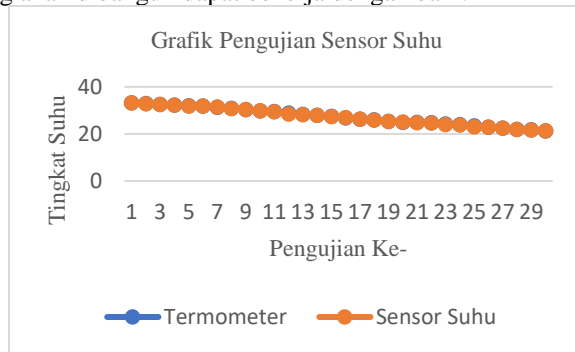 Grafik Pengujian Sensor Suhu
40
20
0
Tingkat Suhu
1 3 5 7 9 11 13 15 17 19 21 23 25 27 29
Pengujian Ke-
Termometer Sensor Suhu